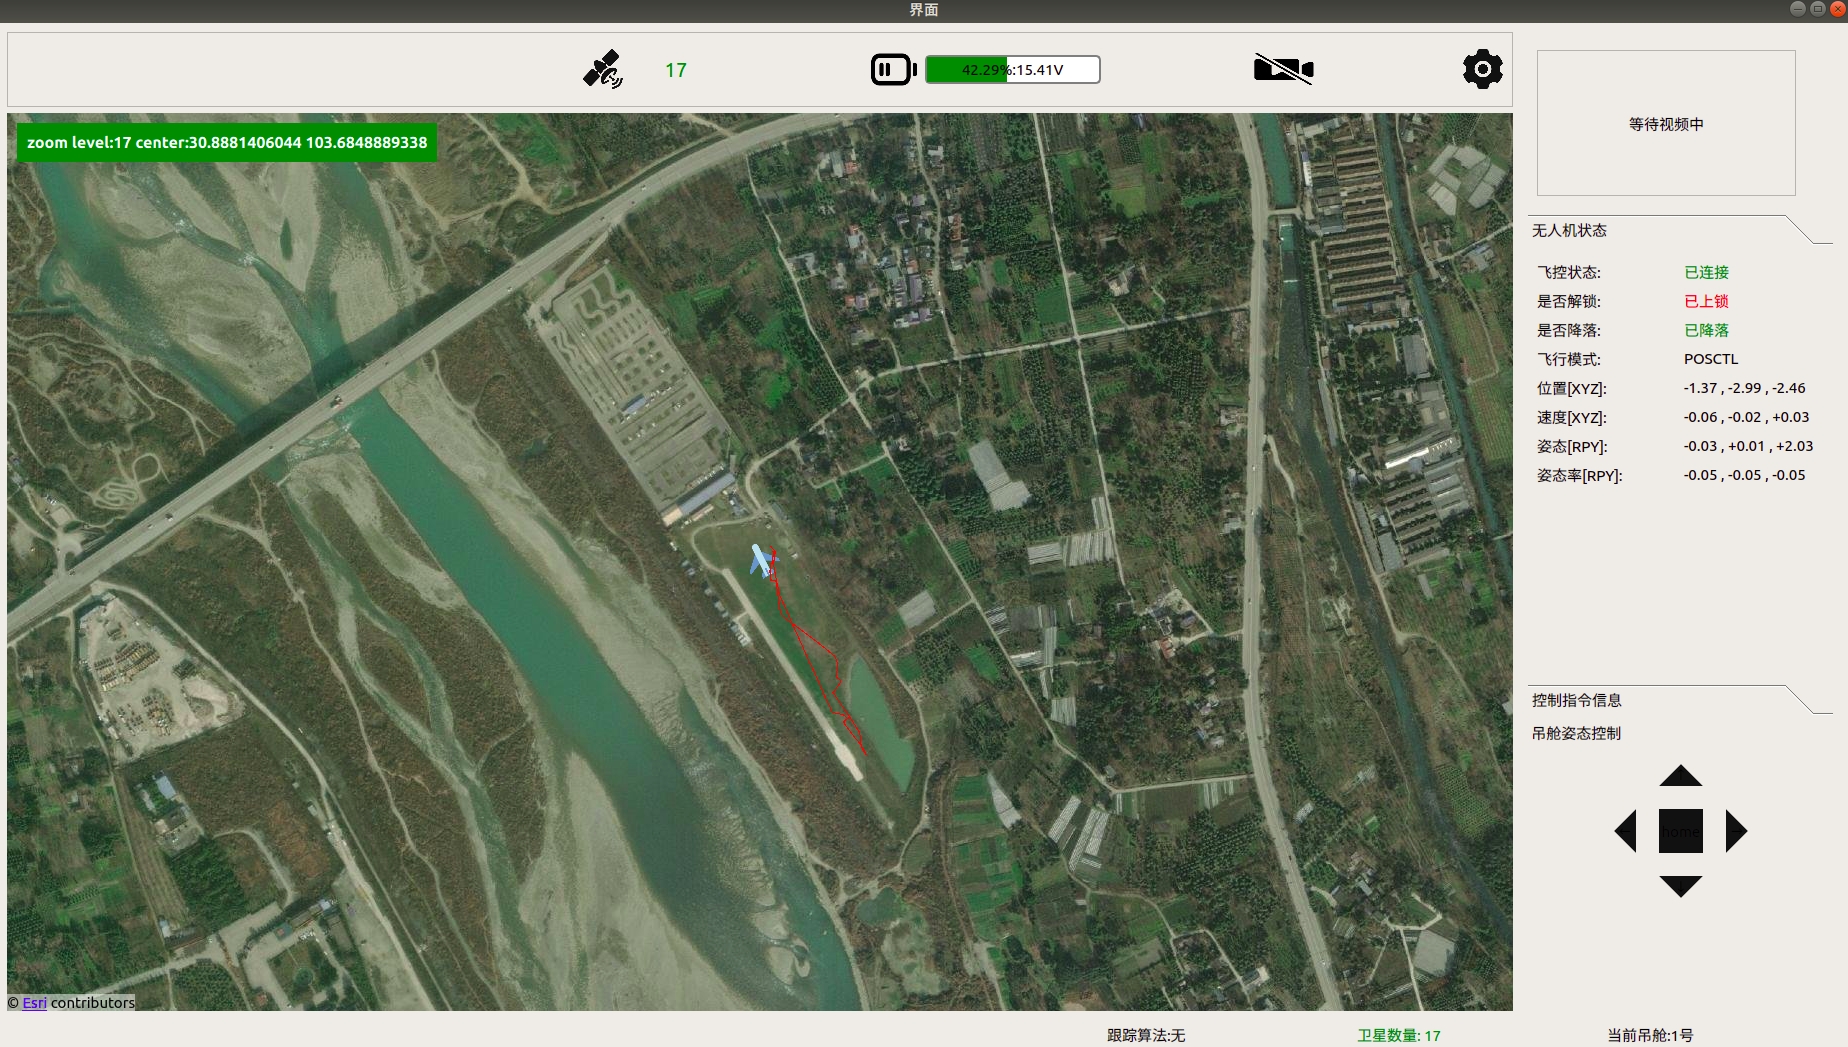 界面
17
42.29%:15.41V
zoom level:17 center:30.8881406044 103.6848889338
© Esri contributors
等待视频中
无人机状态
飞控状态: 已连接
是否解锁: 已上锁
是否降落: 已降落
飞行模式: POSCTL
位置[XYZ]: -1.37 , -2.99 , -2.46
速度[XYZ]: -0.06 , -0.02 , +0.03
姿态[RPY]: -0.03 , +0.01 , +2.03
姿态率[RPY]: -0.05 , -0.05 , -0.05
控制指令信息
吊舱姿态控制
home
跟踪算法:无 卫星数量: 17 当前吊舱:1号